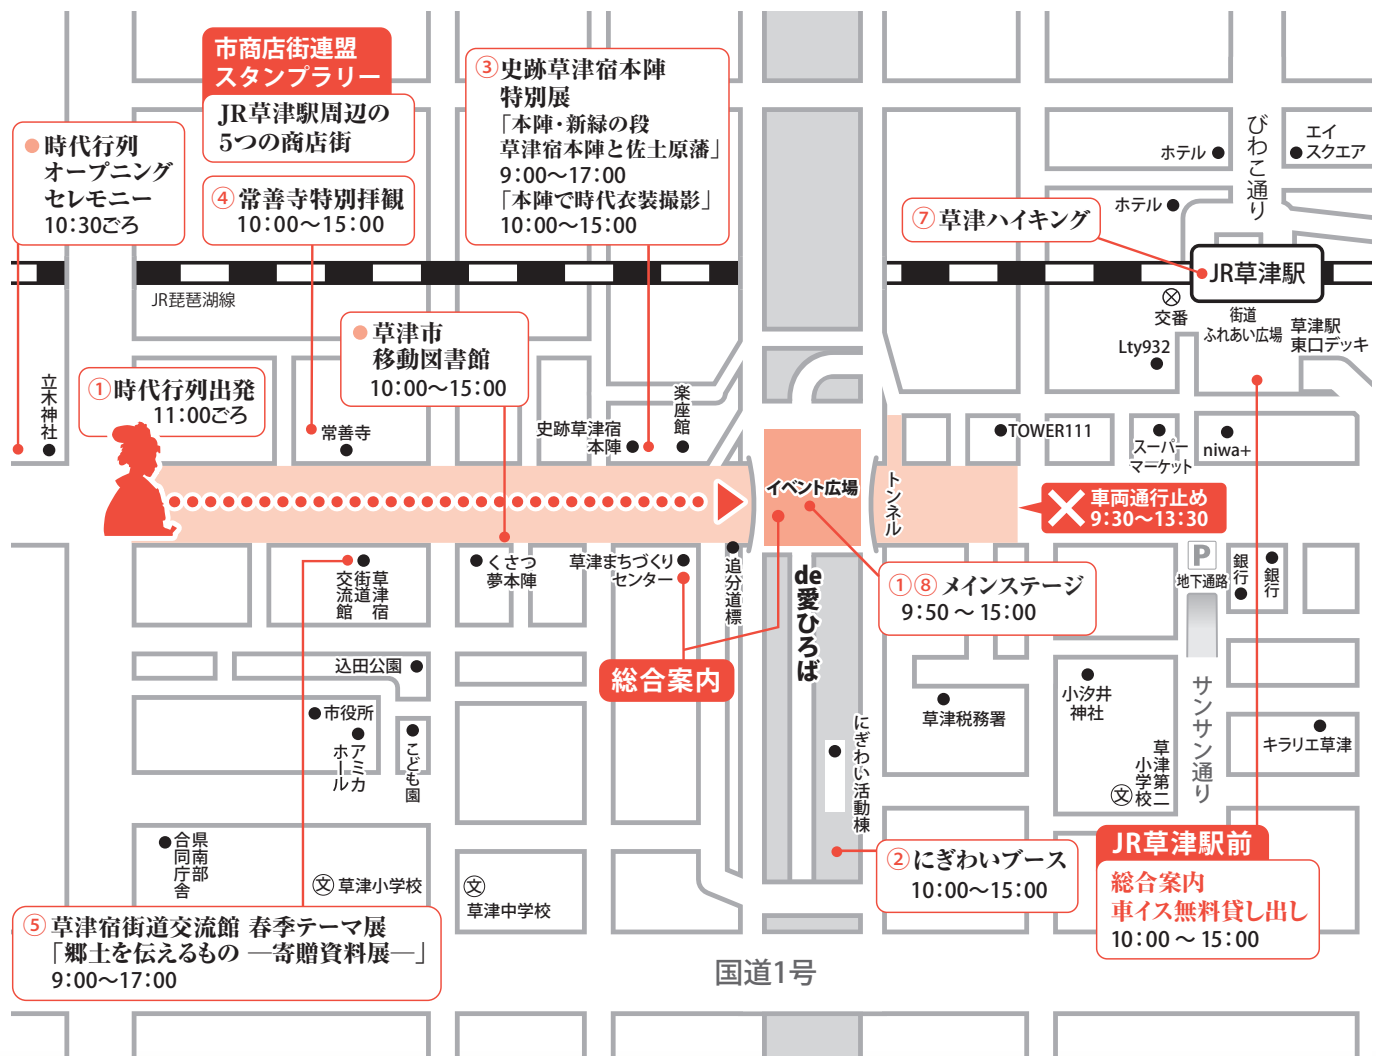 市商店街連盟
スタンプラリー
JR草津駅周辺の
5つの商店街
● 時代行列
オープニング
セレモニー
10:30ごろ
④ 常善寺特別拝観
10:00〜15:00
③ 史跡草津宿本陣
特別展
「本陣・新緑の段
草津宿本陣と佐土原藩」
9:00〜17:00
「本陣で時代衣装撮影」
10:00〜15:00
⑦ 草津ハイキング
ホテル
ホテル
びわこ通り
エイ
スクエア
JR草津駅
JR琵琶湖線
交番
街道
ふれあい広場
草津駅
東口デッキ
Lty932
● 草津市
移動図書館
10:00〜15:00
① 時代行列出発
11:00ごろ
立木神社
常善寺
史跡草津宿
本陣
楽座館
TOWER111
スーパー
マーケット
niwa+
イベント広場
トンネル
車両通行止め
9:30〜13:30
草津宿
街道
交流館
くさつ
夢本陣
草津まちづくり
センター
追分道標
de愛ひろば
①⑧ メインステージ
9:50 〜 15:00
P
地下通路
銀行
銀行
総合案内
込田公園
市役所
アミカ
ホール
こども園
草津税務署
小汐井
神社
サンサン通り
キラリエ草津
文
草津第二
小学校
にぎわい活動棟
県南部
合同庁舎
文 草津小学校
文
草津中学校
② にぎわいブース
10:00〜15:00
JR草津駅前
総合案内
車イス無料貸し出し
10:00 〜 15:00
⑤ 草津宿街道交流館 春季テーマ展
「郷土を伝えるもの ―寄贈資料展―」
9:00〜17:00
国道1号